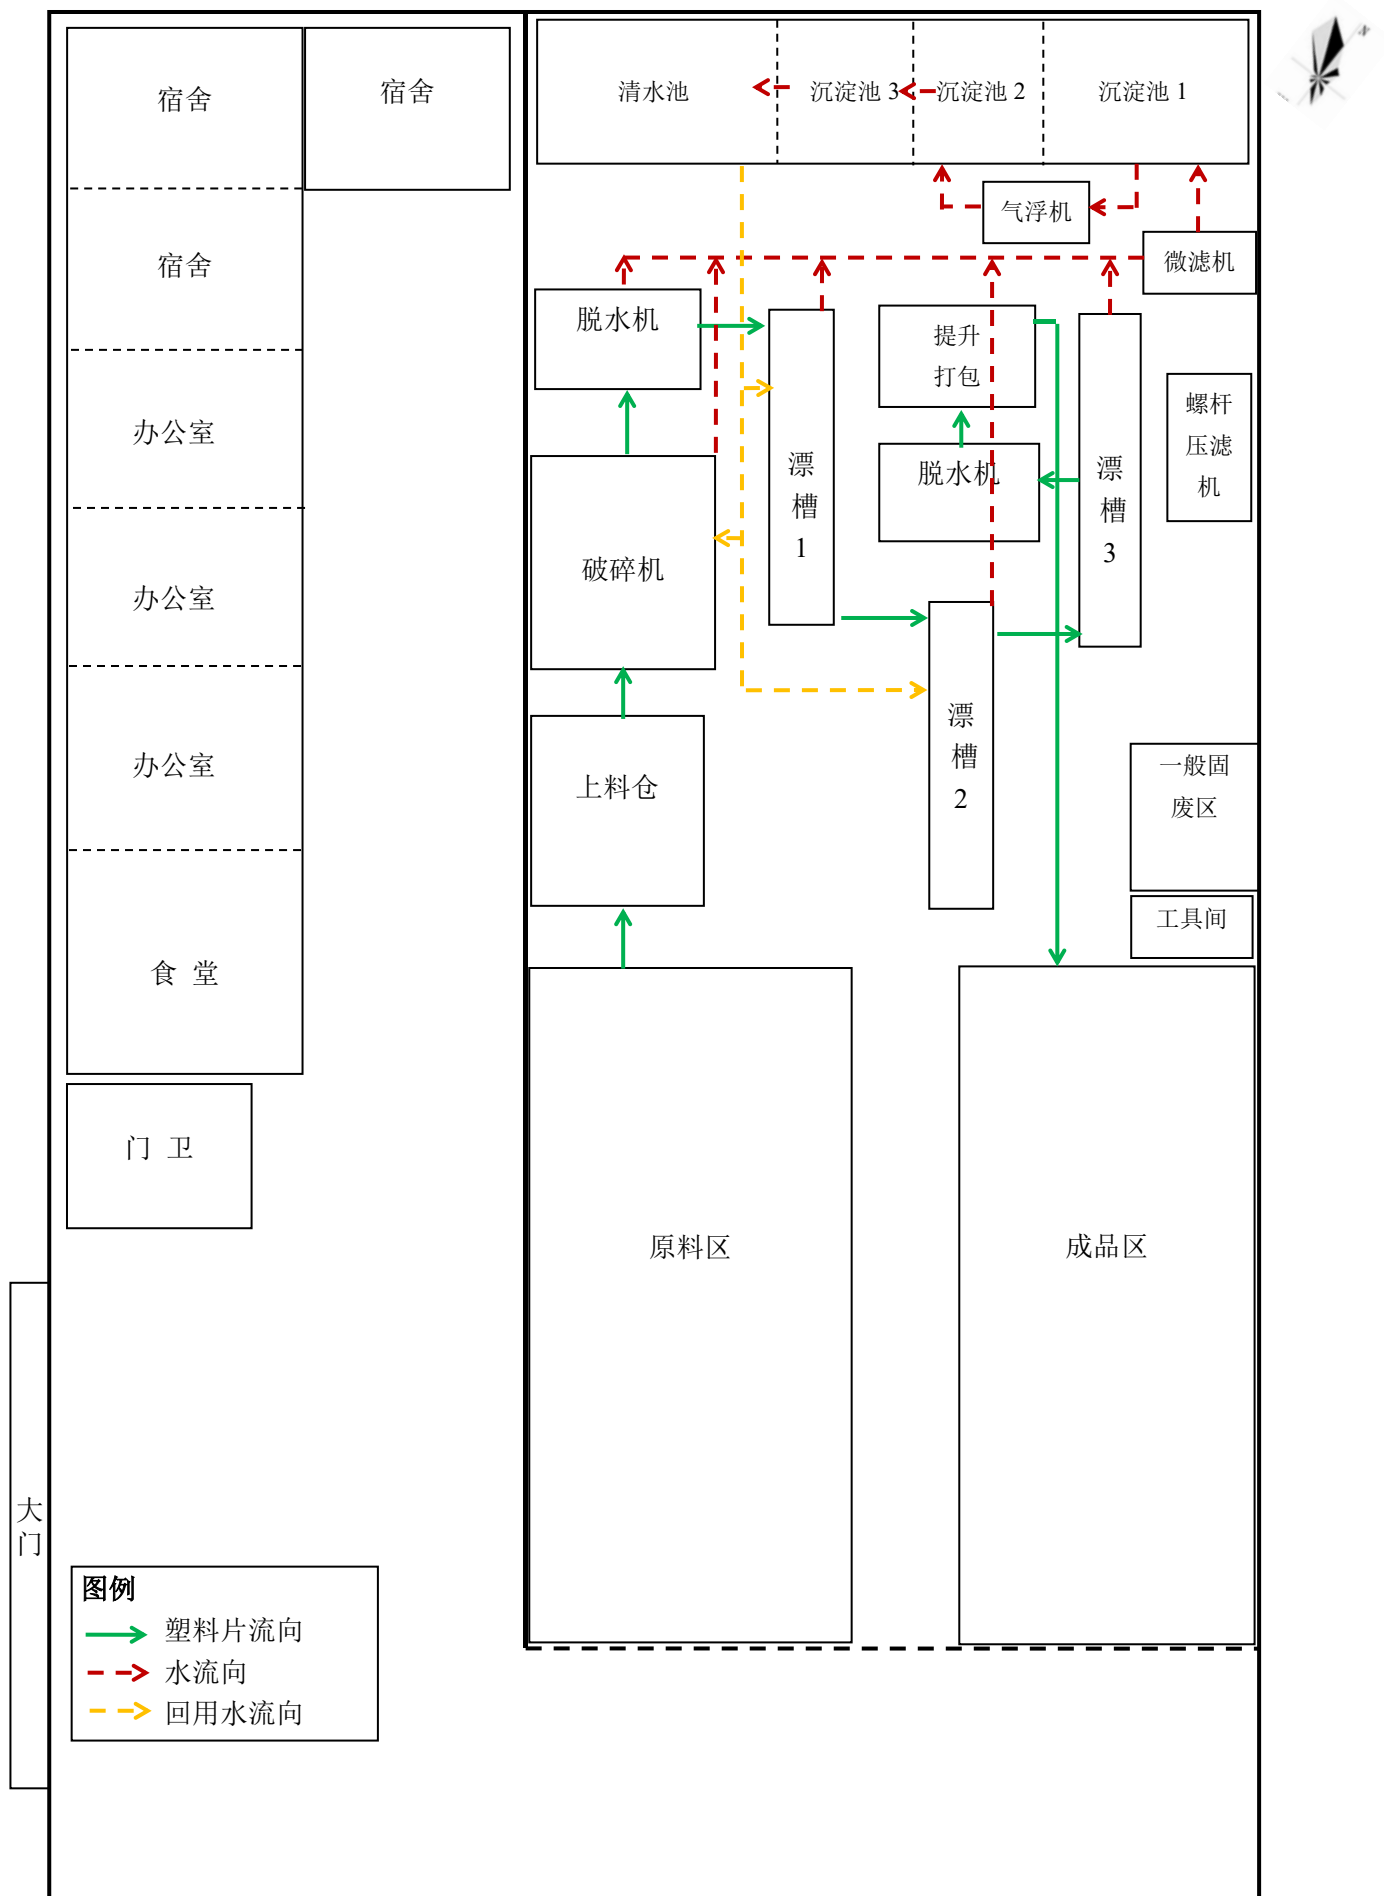 宿舍
宿舍
清水池
沉淀池 3
沉淀池 2
沉淀池 1
气浮机
微滤机
宿舍
脱水机
提升
打包
螺杆
压滤
机
办公室
漂
槽
1
脱水机
漂
槽
3
破碎机
办公室
漂
槽
2
一般固
废区
办公室
上料仓
工具间
食 堂
门 卫
原料区
成品区
大
门
图例
塑料片流向
水流向
回用水流向